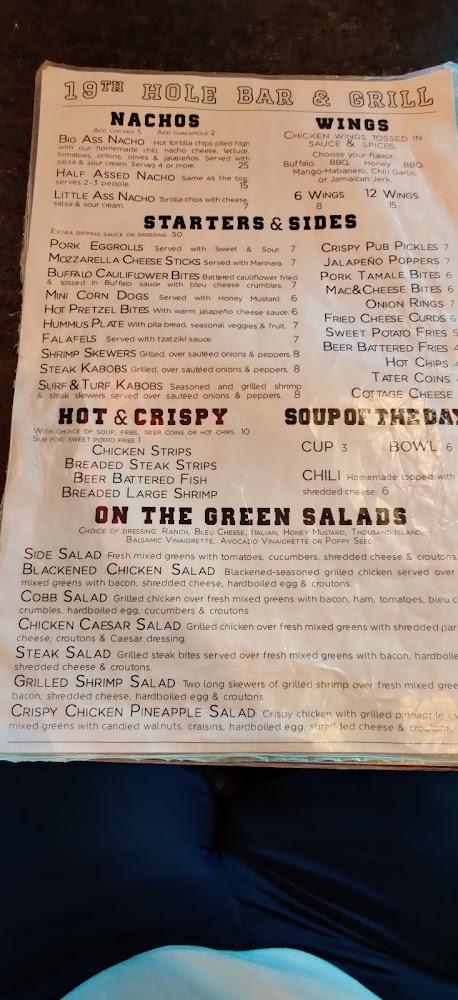 19TH HOLE BAR & GRILL
NACHOS
ADD CHICKEN 5 ADD GUACAMOLE 2
BIG ASS NACHO Hot tortilla chips piled high
with our homemade chili, nacho cheese, lettuce,
tomatoes, onions, olives & jalapeños. Served with
salsa & sour cream. Serves 4 or more. 25
HALF ASSED NACHO Same as the big,
serves 2-3 people. 15
LITTLE ASS NACHO Tortilla chips with cheese,
salsa & sour cream. 7
WINGS
CHICKEN WINGS TOSSED IN
SAUCE & SPICES.
Choose your flavor:
Buffalo, BBQ, Honey BBQ,
Mango-Habanero, Chili Garlic
or Jamaican Jerk.
6 WINGS 12 WINGS
8 15
STARTERS & SIDES
EXTRA DIPPING SAUCE OR DRESSING .50
PORK EGGROLLS Served with Sweet & Sour. 7
MOZZARELLA CHEESE STICKS Served with Marinara. 7
BUFFALO CAULIFLOWER BITES Battered cauliflower fried
& tossed in Buffalo sauce with bleu cheese crumbles. 7
MINI CORN DOGS Served with Honey Mustard. 6
HOT PRETZEL BITES With warm jalapeño cheese sauce. 6
HUMMUS PLATE With pita bread, seasonal veggies & fruit. 7
FALAFELS Served with tzatziki sauce. 7
SHRIMP SKEWERS Grilled, over sautéed onions & peppers. 8
STEAK KABOBS Grilled, over sautéed onions & peppers. 8
SURF & TURF KABOBS Seasoned and grilled shrimp
& steak skewers served over sautéed onions & peppers. 8
CRISPY PUB PICKLES 7
JALAPEÑO POPPERS 7
PORK TAMALE BITES 6
MAC&CHEESE BITES 6
ONION RINGS 7
FRIED CHEESE CURDS 6
SWEET POTATO FRIES 5
BEER BATTERED FRIES 4
HOT CHIPS
TATER COINS
COTTAGE CHEESE
HOT & CRISPY
WITH CHOICE OF SOUP, FRIES, TATER COINS OR HOT CHIPS. 10
SUB FOR SWEET POTATO FRIES 1
CHICKEN STRIPS
BREADED STEAK STRIPS
BEER BATTERED FISH
BREADED LARGE SHRIMP
SOUP OF THE DAY
CUP 3 BOWL 6
CHILI Homemade topped with
shredded cheese. 6
ON THE GREEN SALADS
CHOICE OF DRESSING: RANCH, BLEU CHEESE, ITALIAN, HONEY MUSTARD, THOUSAND ISLAND,
BALSAMIC VINAIGRETTE, AVOCADO VINAIGRETTE OR POPPY SEED.
SIDE SALAD Fresh mixed greens with tomatoes, cucumbers, shredded cheese & croutons.
BLACKENED CHICKEN SALAD Blackened-seasoned grilled chicken served over
mixed greens with bacon, shredded cheese, hardboiled egg & croutons.
COBB SALAD Grilled chicken over fresh mixed greens with bacon, ham, tomatoes, bleu c
crumbles, hardboiled egg, cucumbers & croutons.
CHICKEN CAESAR SALAD Grilled chicken over fresh mixed greens with shredded par
cheese, croutons & Caesar dressing.
STEAK SALAD Grilled steak bites served over fresh mixed greens with bacon, hardboile
shredded cheese & croutons.
GRILLED SHRIMP SALAD Two long skewers of grilled shrimp over fresh mixed gree
bacon, shredded cheese, hardboiled egg & croutons.
CRISPY CHICKEN PINEAPPLE SALAD Crispy chicken with grilled pineapple
mixed greens with candied walnuts, craisins, hardboiled egg, shredded cheese & croutons.